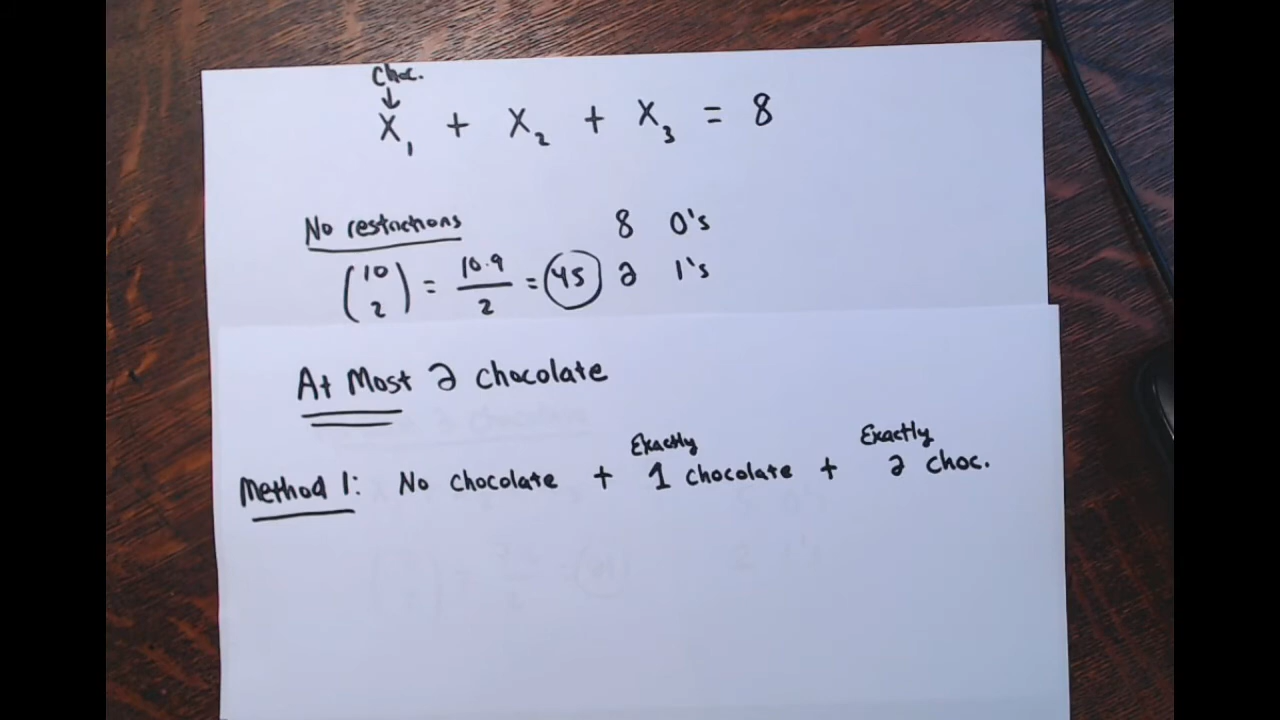 Choc.
↓
X₁ + X₂ + X₃ = 8
No restrictions 8 0's
(10 2) = 10.9/2 = 45 2 1's
At Most 2 chocolate
Exactly Exactly
Method 1: No chocolate + 1 chocolate + 2 choc.